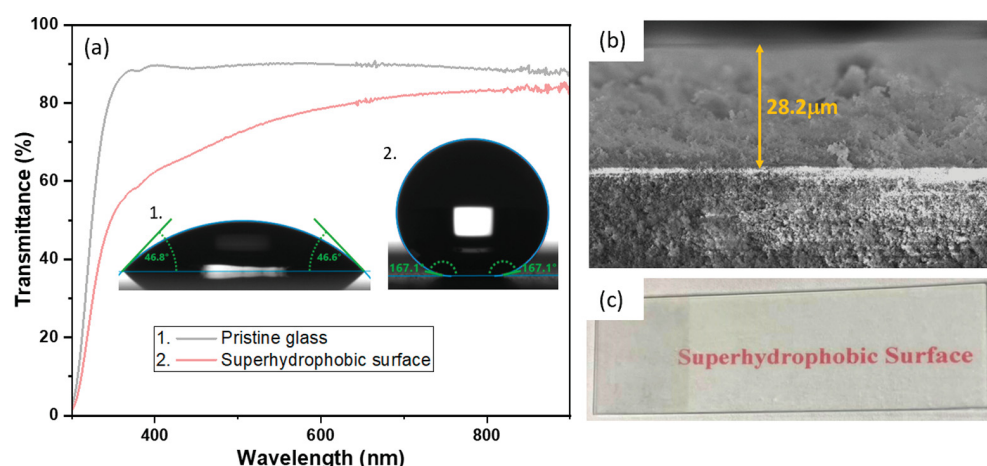 (a)
100
80
60
40
20
0
Transmittance (%)
400
600
800
Wavelength (nm)
1.
46.8°
46.6°
2.
167.1°
167.1°
1. Pristine glass
2. Superhydrophobic surface
(b)
28.2μm
(c)
Superhydrophobic Surface